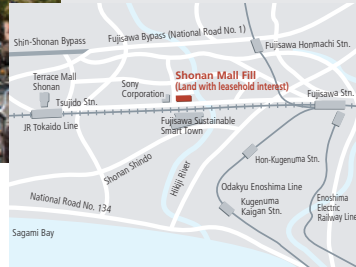 Fujisawa Bypass (National Road No. 1)
Shin-Shonan Bypass
Fujisawa Honmachi Stn.
Terrace Mall
Shonan
Sony
Corporation
Shonan Mall Fill
(Land with leasehold interest)
Fujisawa Stn.
Tsujido Stn.
JR Tokaido Line
Fujisawa Sustainable
Smart Town
Hon-Kugenuma Stn.
Shonan Shindo
Hikiji River
Odakyu Enoshima Line
Kugenuma
Kaigan Stn.
Enoshima
Electric
Railway Line
National Road No. 134
Sagami Bay